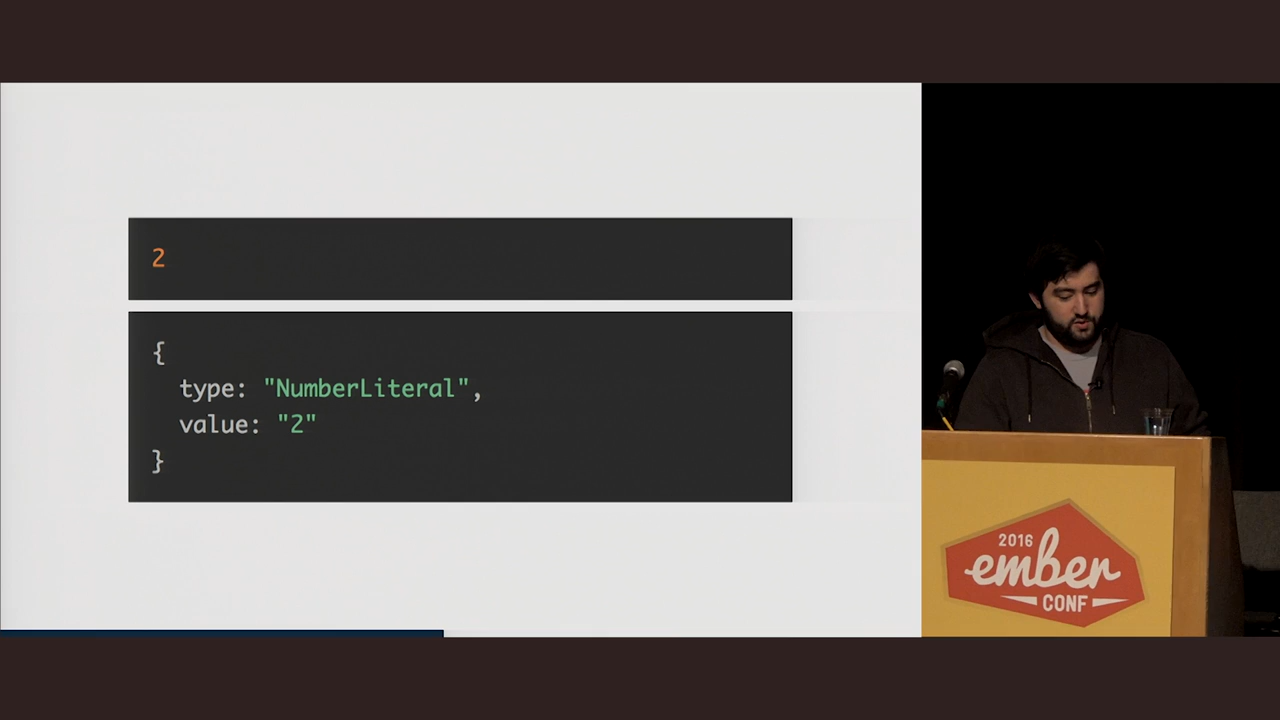 2
{
type: "NumberLiteral",
value: "2"
}
2016
ember
CONF